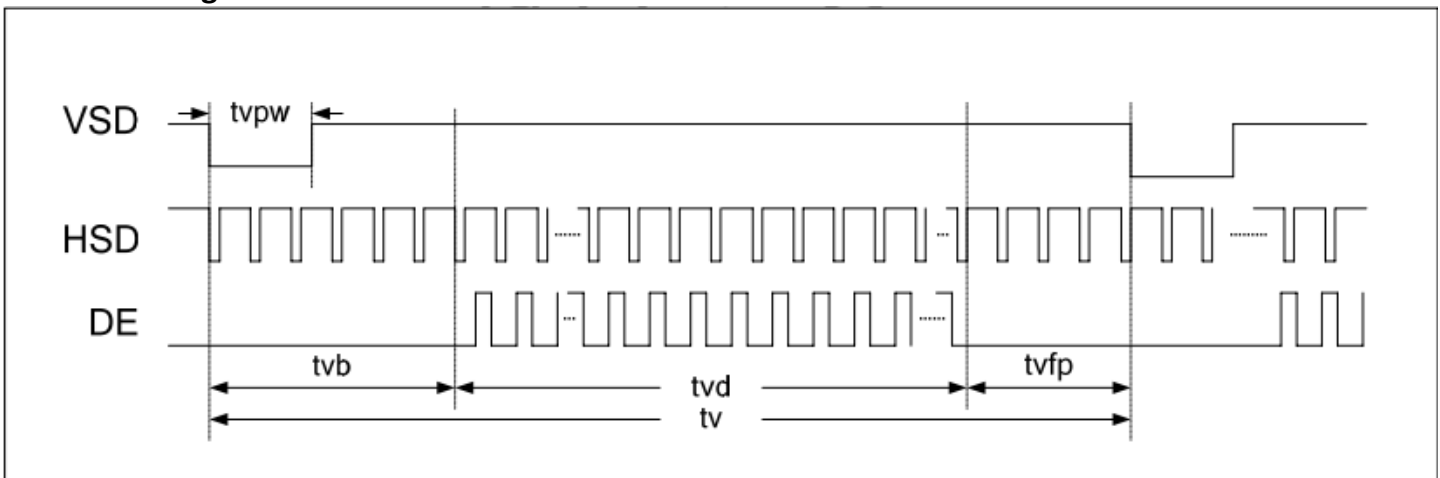 VSD
tvpw
HSD
...... ... .........
DE
... ......
tvb
tvd
tvfp
tv